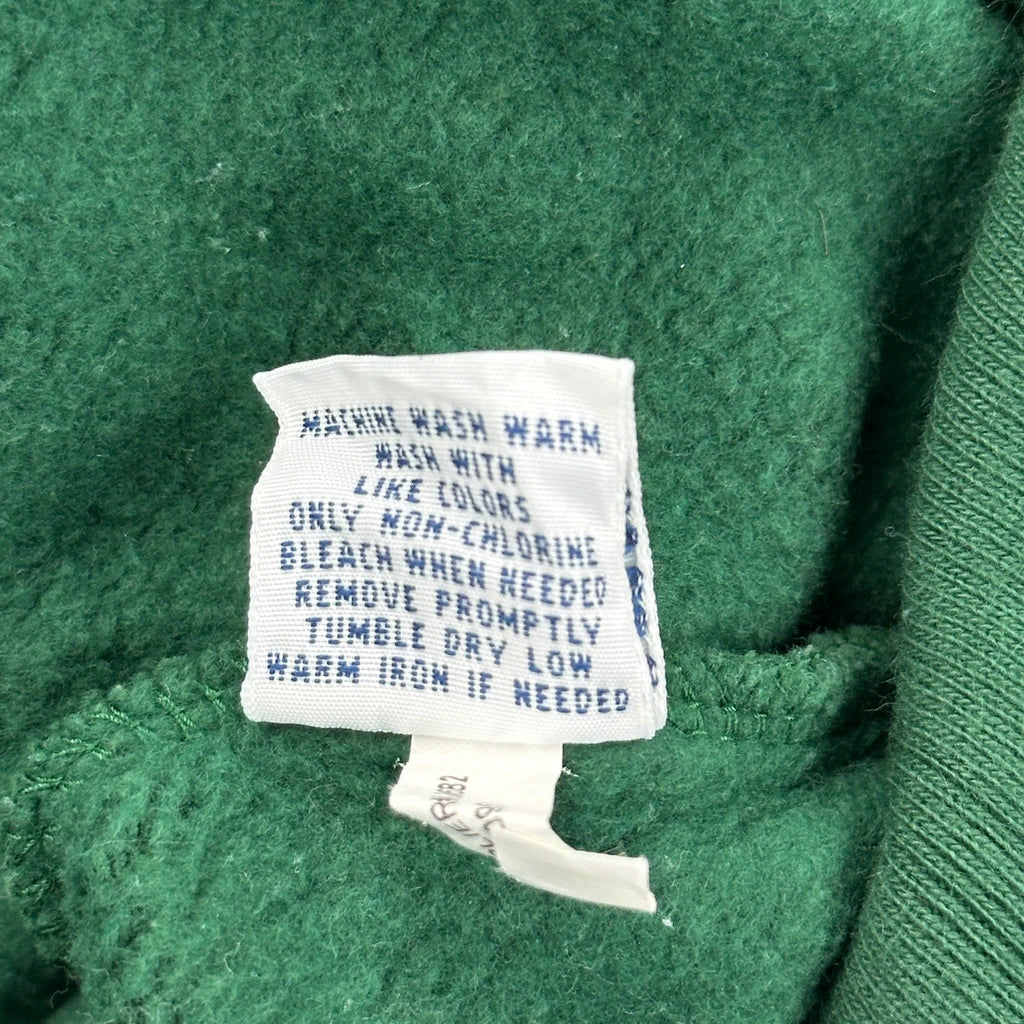 MACHINE WASH WARM
WASH WITH
LIKE COLORS
ONLY NON-CHLORINE
BLEACH WHEN NEEDED
REMOVE PROMPTLY
TUMBLE DRY LOW
WARM IRON IF NEEDED